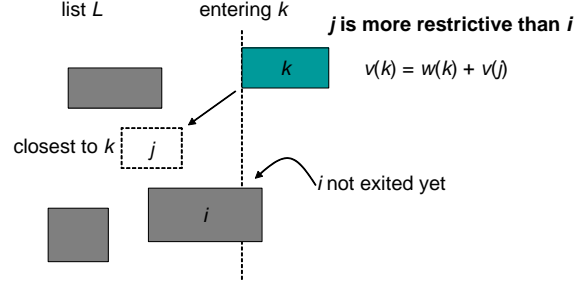 list L
entering k
j is more restrictive than i
k
v(k) = w(k) + v(j)
closest to k
j
i not exited yet
i